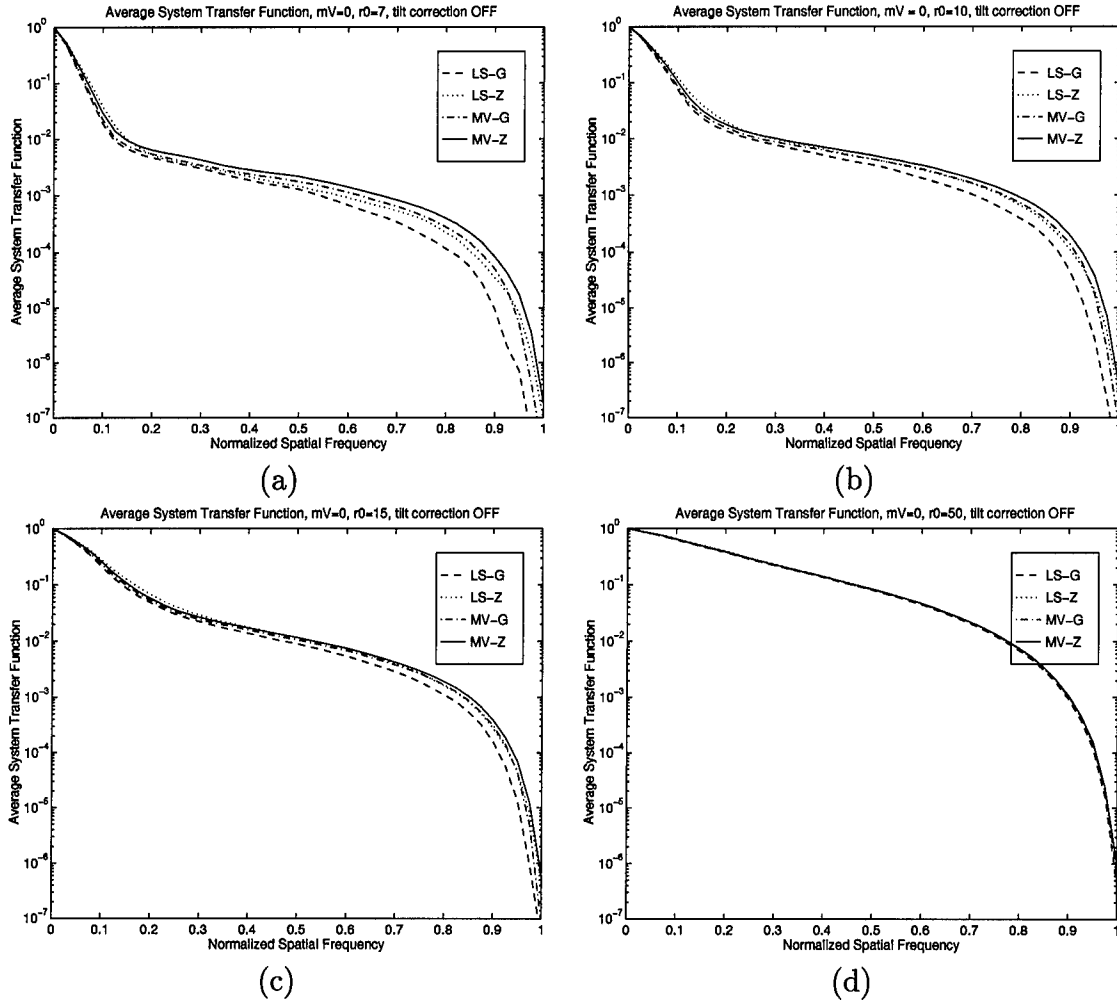 Average System Transfer Function, mV=0, r0=7, tilt correction OFF
Average System Transfer Function
10⁰
10⁻¹
10⁻²
10⁻³
10⁻⁴
10⁻⁵
10⁻⁶
10⁻⁷
LS-G
LS-Z
MV-G
MV-Z
0 0.1 0.2 0.3 0.4 0.5 0.6 0.7 0.8 0.9 1
Normalized Spatial Frequency
(a)
Average System Transfer Function, mV = 0, r0=10, tilt correction OFF
Average System Transfer Function
10⁰
10⁻¹
10⁻²
10⁻³
10⁻⁴
10⁻⁵
10⁻⁶
10⁻⁷
LS-G
LS-Z
MV-G
MV-Z
0 0.1 0.2 0.3 0.4 0.5 0.6 0.7 0.8 0.9 1
Normalized Spatial Frequency
(b)
Average System Transfer Function, mV=0, r0=15, tilt correction OFF
Average System Transfer Function
10⁰
10⁻¹
10⁻²
10⁻³
10⁻⁴
10⁻⁵
10⁻⁶
10⁻⁷
LS-G
LS-Z
MV-G
MV-Z
0 0.1 0.2 0.3 0.4 0.5 0.6 0.7 0.8 0.9 1
Normalized Spatial Frequency
(c)
Average System Transfer Function, mV=0, r0=50, tilt correction OFF
Average System Transfer Function
10⁰
10⁻¹
10⁻²
10⁻³
10⁻⁴
10⁻⁵
10⁻⁶
10⁻⁷
LS-G
LS-Z
MV-G
MV-Z
0 0.1 0.2 0.3 0.4 0.5 0.6 0.7 0.8 0.9 1
Normalized Spatial Frequency
(d)